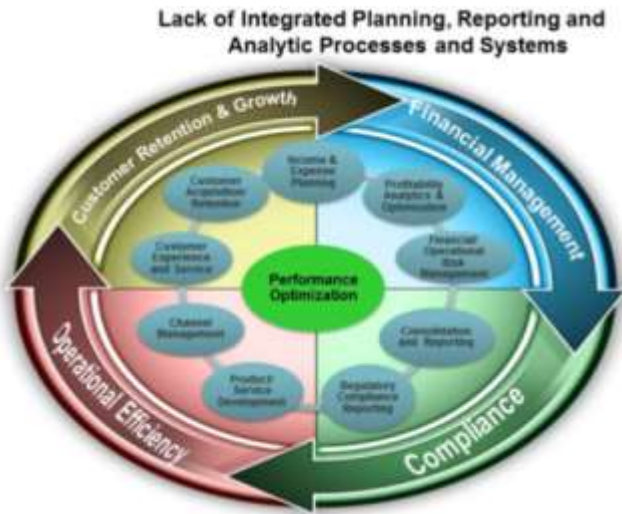 Lack of Integrated Planning, Reporting and
Analytic Processes and Systems
Customer Retention & Growth
Financial Management
Income &
Expense
Planning
Customer
Acquisition
Retention
Profitability
Analytics &
Optimization
Customer
Experience
and Service
Financial
Operational
Risk
Management
Performance
Optimization
Channel
Management
Consolidation
and Reporting
Product/
Service
Development
Regulatory
Compliance
Reporting
Operational Efficiency
Compliance